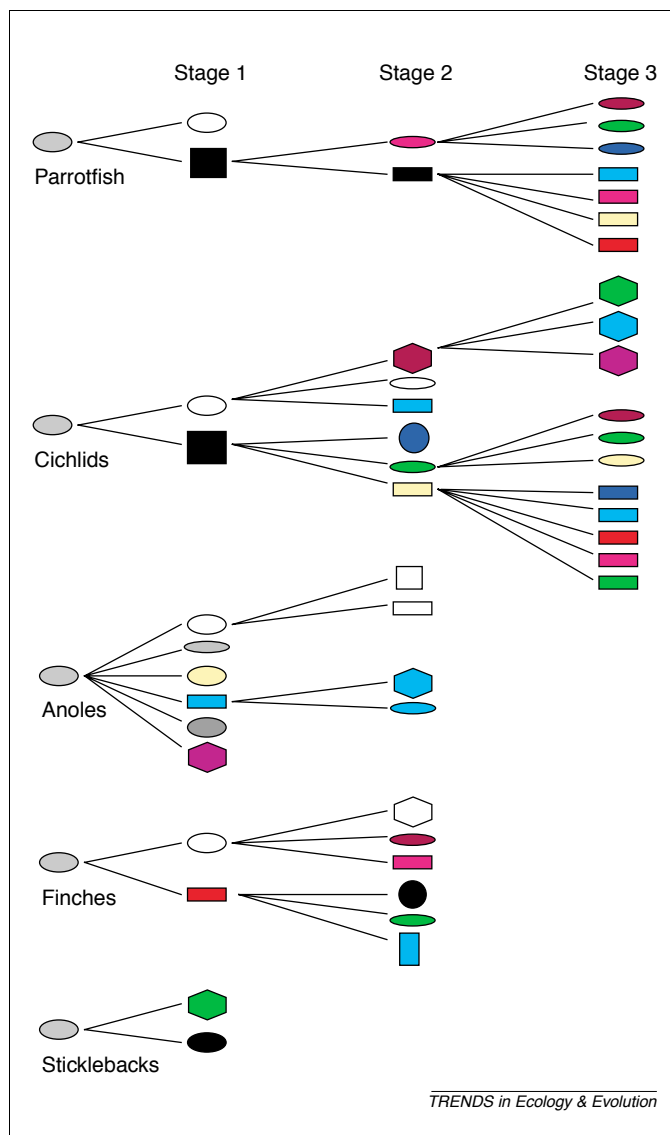 Stage 1 Stage 2 Stage 3
Parrotfish
Cichlids
Anoles
Finches
Sticklebacks
TRENDS in Ecology & Evolution